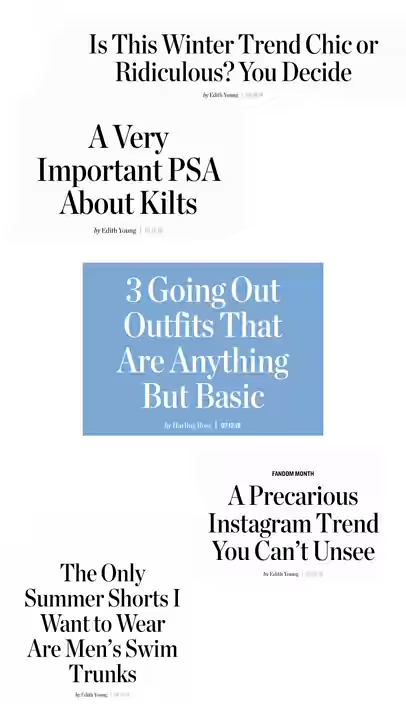 Is This Winter Trend Chic or
Ridiculous? You Decide
by Edith Young |
A Very
Important PSA
About Kilts
by Edith Young |
3 Going Out
Outfits That
Are Anything
But Basic
by Harling Ross | 07.12.18
FANDOM MONTH
A Precarious
Instagram Trend
You Can't Unsee
by Edith Young |
The Only
Summer Shorts I
Want to Wear
Are Men's Swim
Trunks
by Edith Young |